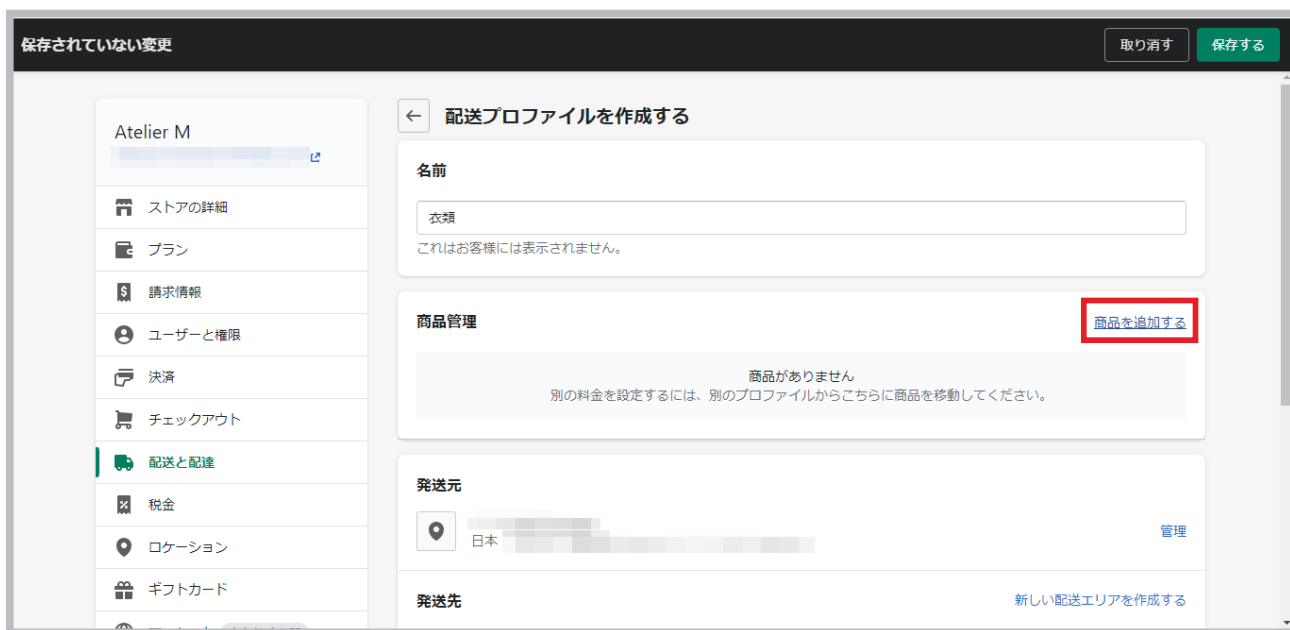 保存されていない変更
取り消す
保存する
Atelier M
ストアの詳細
プラン
請求情報
ユーザーと権限
決済
チェックアウト
配送と配達
税金
ロケーション
ギフトカード
配送プロファイルを作成する
名前
衣類
これはお客様には表示されません。
商品管理
商品を追加する
商品がありません
別の料金を設定するには、別のプロファイルからこちらに商品を移動してください。
発送元
日本
管理
発送先
新しい配送エリアを作成する